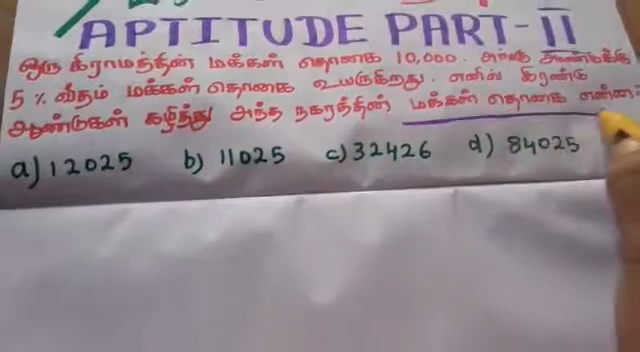 APTITUDE PART-II
ஒரு கிராமத்தின் மக்கள் தொகை 10,000. அங்கு ஆண்டுக்கு
5 % வீதம் மக்கள் தொகை உயருகிறது. எனில் இரண்டு
ஆண்டுகள் கழித்து அந்த நகரத்தின் மக்கள் தொகை என்ன?
a) 12025 b) 11025 c) 32426 d) 84025